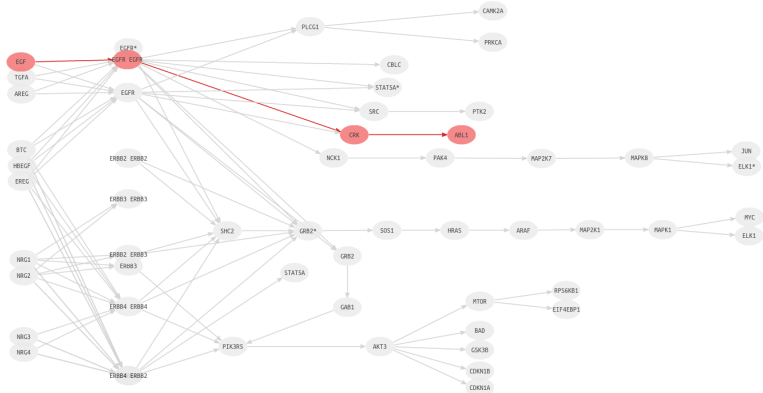 CAMK2A
PLCG1
PRKCA
EGFR*
EGF
EGFR EGFR
CBLC
TGFA
STAT5A*
AREG
EGFR
SRC
PTK2
CRK
ABL1
BTC
ERBB2 ERBB2
NCK1
PAK4
MAP2K7
MAPK8
JUN
HBEGF
ELK1*
EREG
ERBB3 ERBB3
MYC
SHC2
GRB2*
SOS1
HRAS
ARAF
MAP2K1
MAPK1
ELK1
NRG1
ERBB2 ERBB3
GRB2
ERBB3
NRG2
STAT5A
RPS6KB1
MTOR
ERBB4 ERBB4
GAB1
EIF4EBP1
NRG3
BAD
PIK3R5
AKT3
GSK3B
NRG4
CDKN1B
ERBB4 ERBB2
CDKN1A